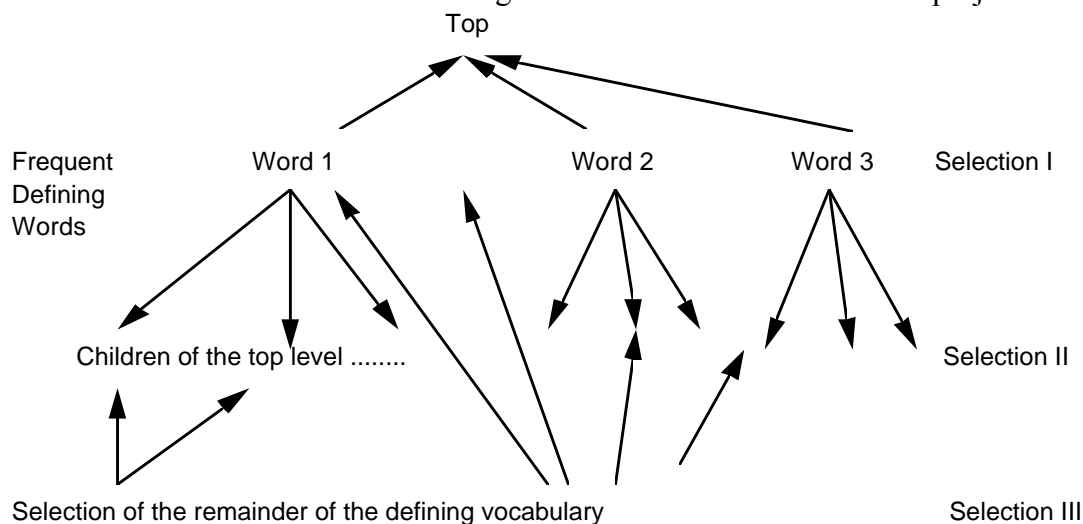 Top
Frequent Word 1 Word 2 Word 3 Selection I
Defining
Words
Children of the top level ........ Selection II
Selection of the remainder of the defining vocabulary Selection III